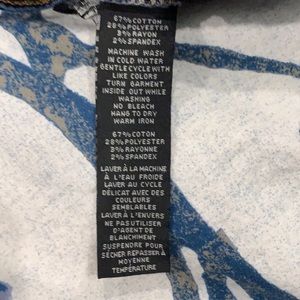 67% COTTON
28% POLYESTER
3% RAYON
2% SPANDEX
MACHINE WASH
IN COLD WATER
GENTLE CYCLE WITH
LIKE COLORS
TURN GARMENT
INSIDE OUT WHILE
WASHING
NO BLEACH
HANG TO DRY
WARM IRON
67% COTON
28% POLYESTER
3% RAYONNE
2% SPANDEX
LAVER À LA MACHINE
À L'EAU FROIDE
LAVER AU CYCLE
DÉLICAT AVEC DES
COULEURS
SEMBLABLES
LAVER À L'ENVERS
NE PAS UTILISER
D'AGENT DE
BLANCHIMENT
SUSPENDRE POUR
SÉCHER REPASSER À
MOYENNE
TEMPÉRATURE